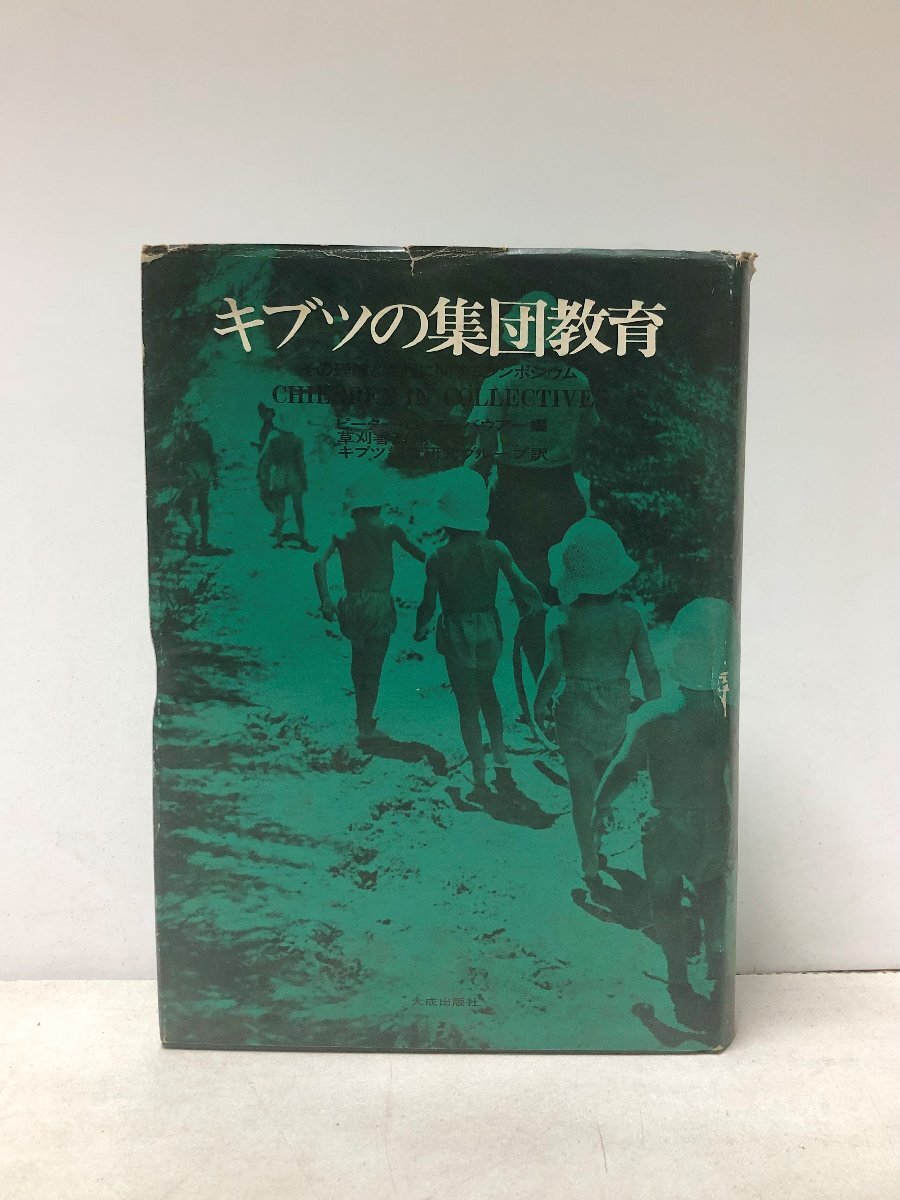 キブツの集団教育
その理論と実際に関するシンポジウム
CHILDREN IN COLLECTIVES
ピーター バウアー編
草刈善造
キブツ 研究グループ訳
大成出版社